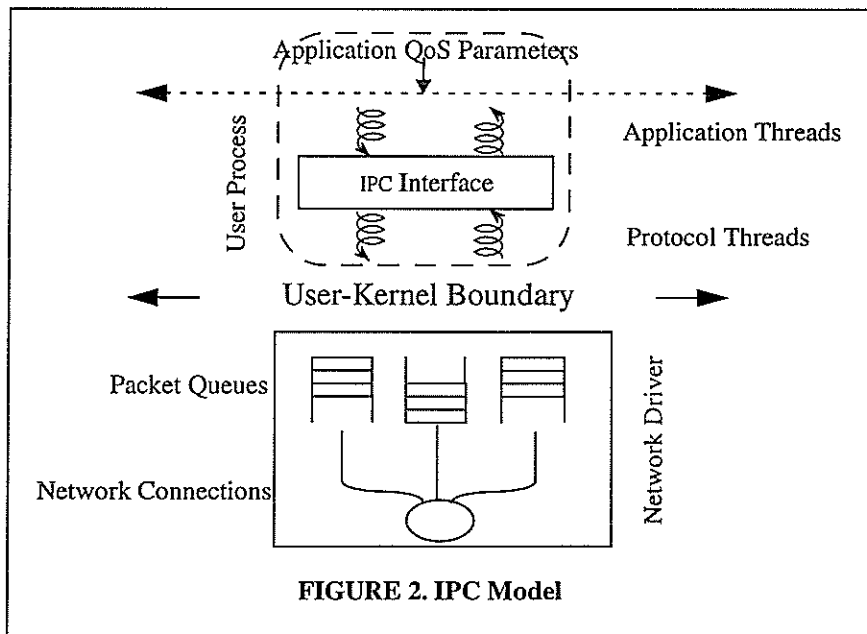 Application QoS Parameters
Application Threads
User Process
IPC Interface
Protocol Threads
User-Kernel Boundary
Packet Queues
Network Driver
Network Connections
FIGURE 2. IPC Model